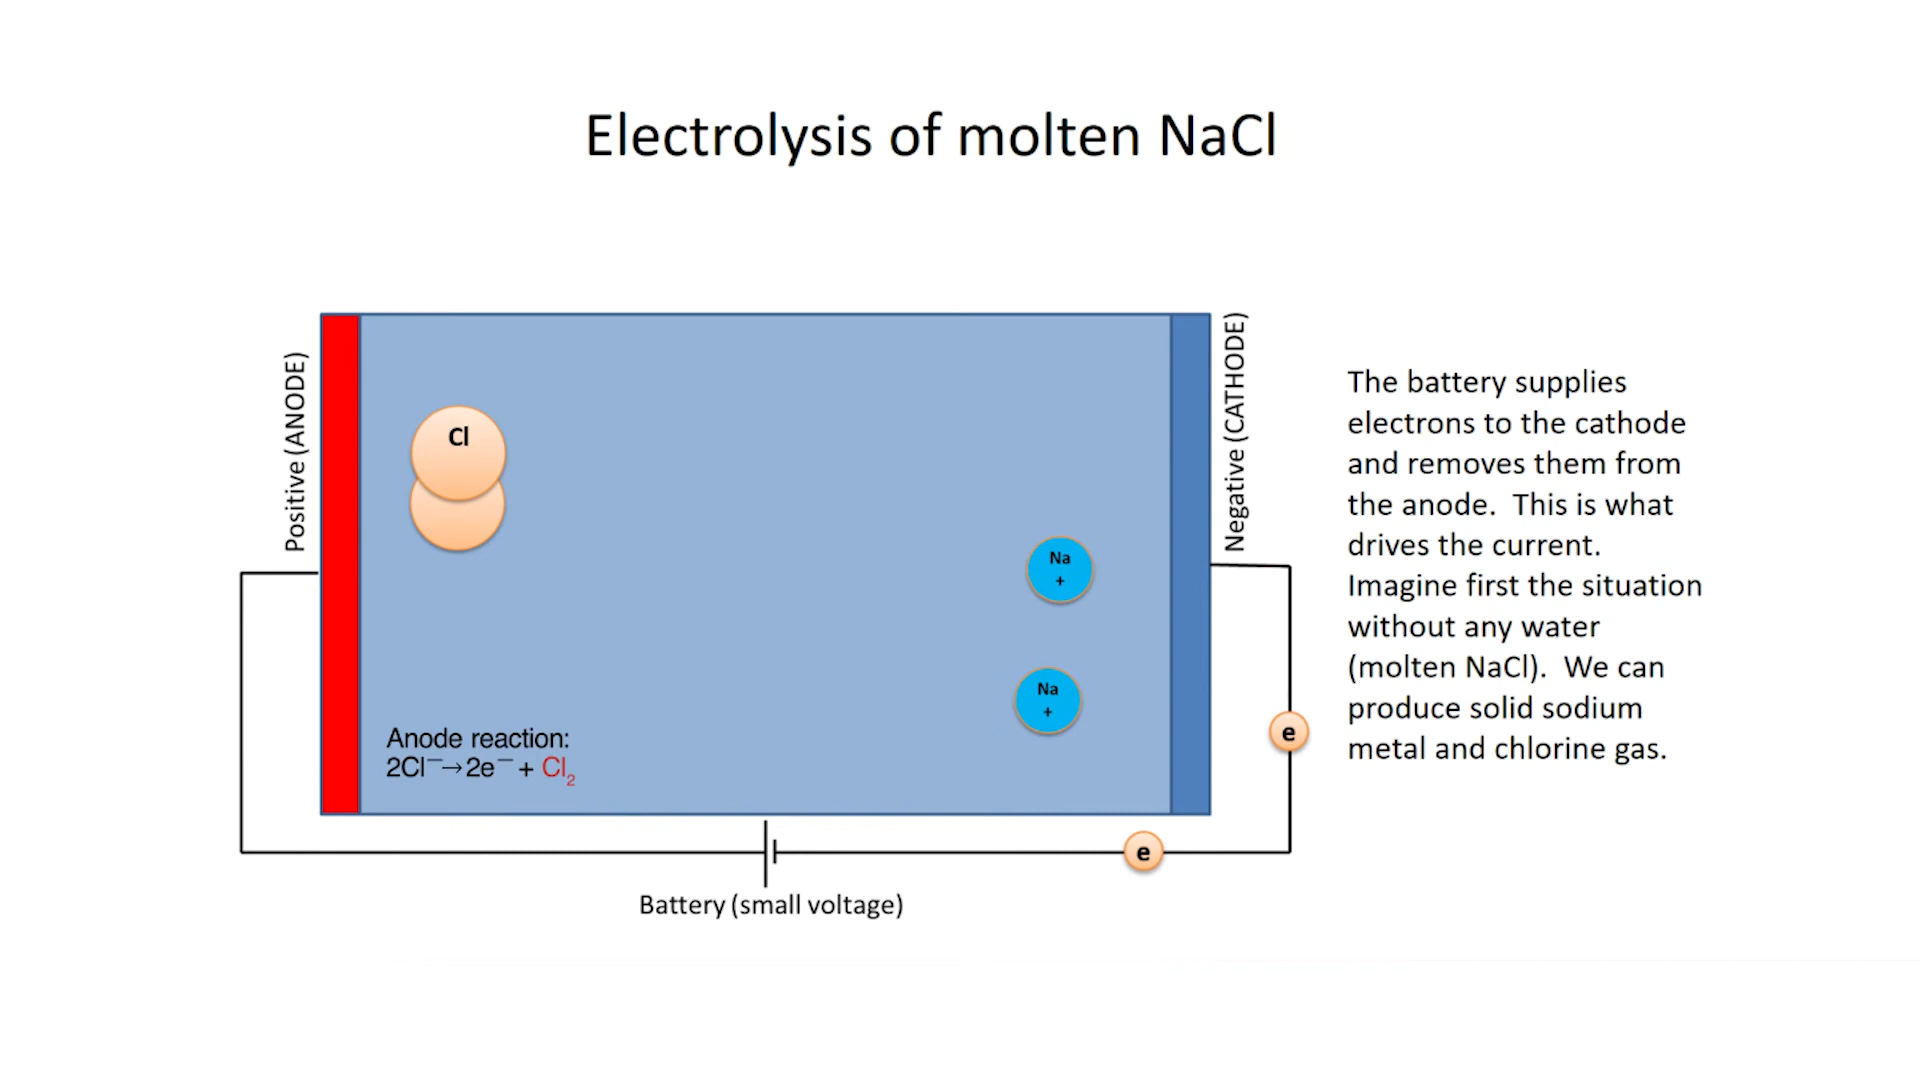 Electrolysis of molten NaCl
Positive (ANODE)
Cl
Na
+
Na
+
Anode reaction:
2Cl⁻→2e⁻ + Cl₂
Negative (CATHODE)
e
e
Battery (small voltage)
The battery supplies
electrons to the cathode
and removes them from
the anode.  This is what
drives the current.
Imagine first the situation
without any water
(molten NaCl).  We can
produce solid sodium
metal and chlorine gas.